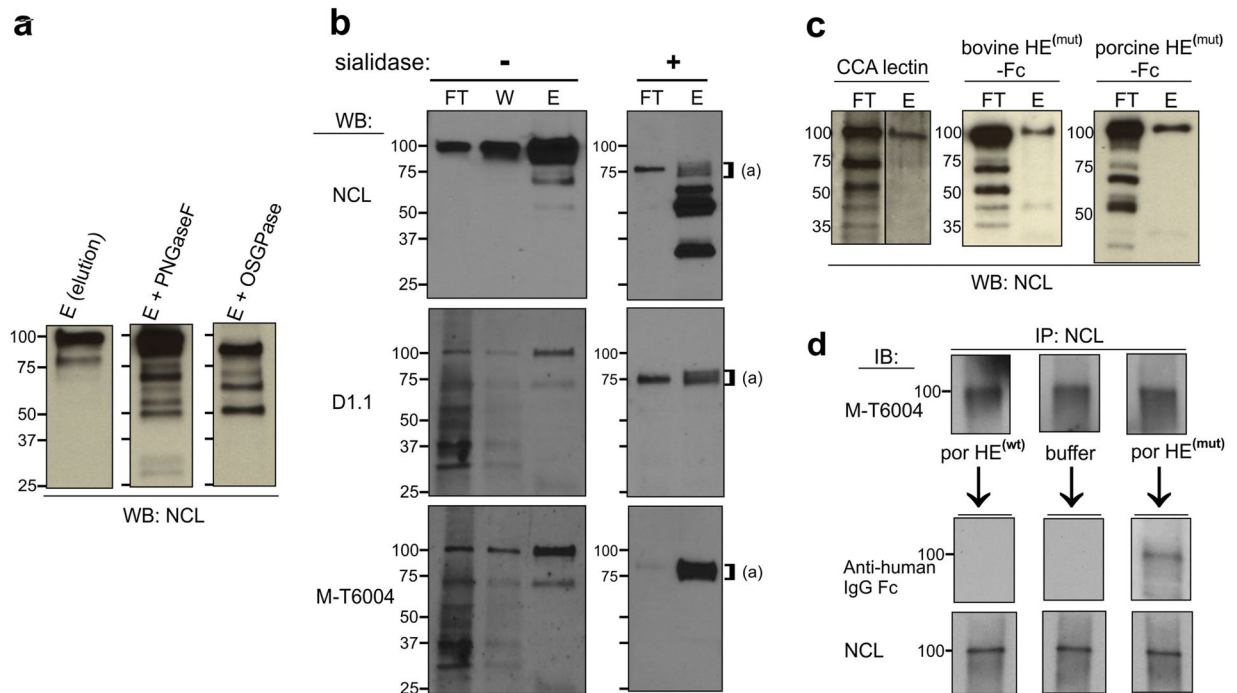 a
E (elution)
E + PNGaseF
E + OSGPase
100
75
50
37
25
WB: NCL
b
sialidase: - +
FT W E FT E
WB:
NCL
100
75
50
37
25
100
75
(a)
D1.1
100
75
50
37
25
100
75
(a)
M-T6004
100
75
50
37
25
100
75
(a)
c
CCA lectin
bovine HE(mut)
-Fc
porcine HE(mut)
-Fc
FT E FT E FT E
100
75
50
35
100
75
50
35
100
75
50
WB: NCL
d
IP: NCL
IB:
M-T6004
100
por HE(wt) buffer por HE(mut)
Anti-human
IgG Fc
100
NCL
100